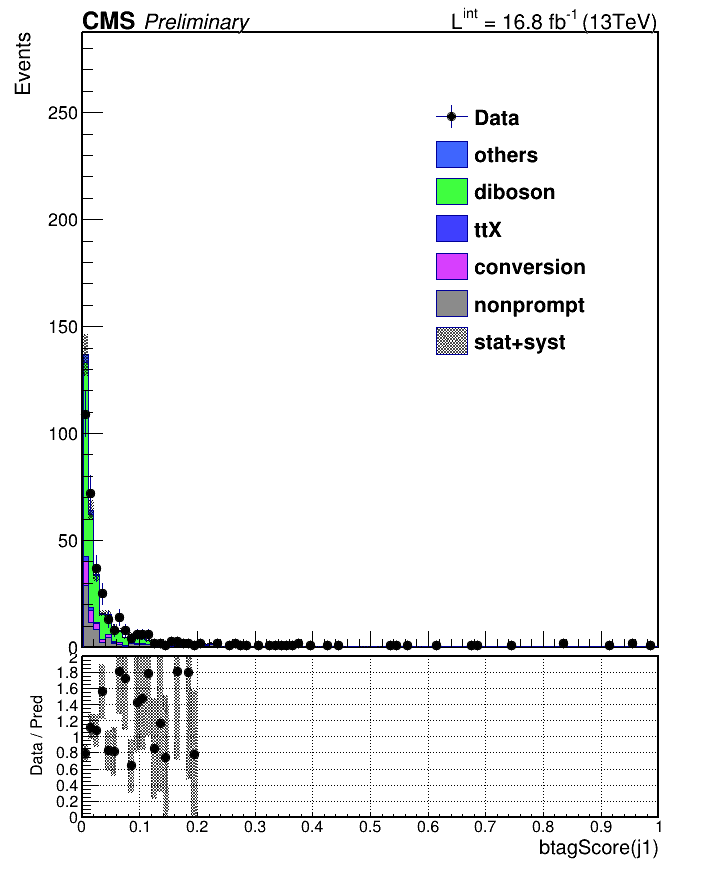 CMS Preliminary L^int = 16.8 fb^-1 (13TeV)
Events
250
200
150
100
50
0
Data
others
diboson
ttX
conversion
nonprompt
stat+syst
Data / Pred
2
1.8
1.6
1.4
1.2
1
0.8
0.6
0.4
0.2
0
0 0.1 0.2 0.3 0.4 0.5 0.6 0.7 0.8 0.9 1
btagScore(j1)